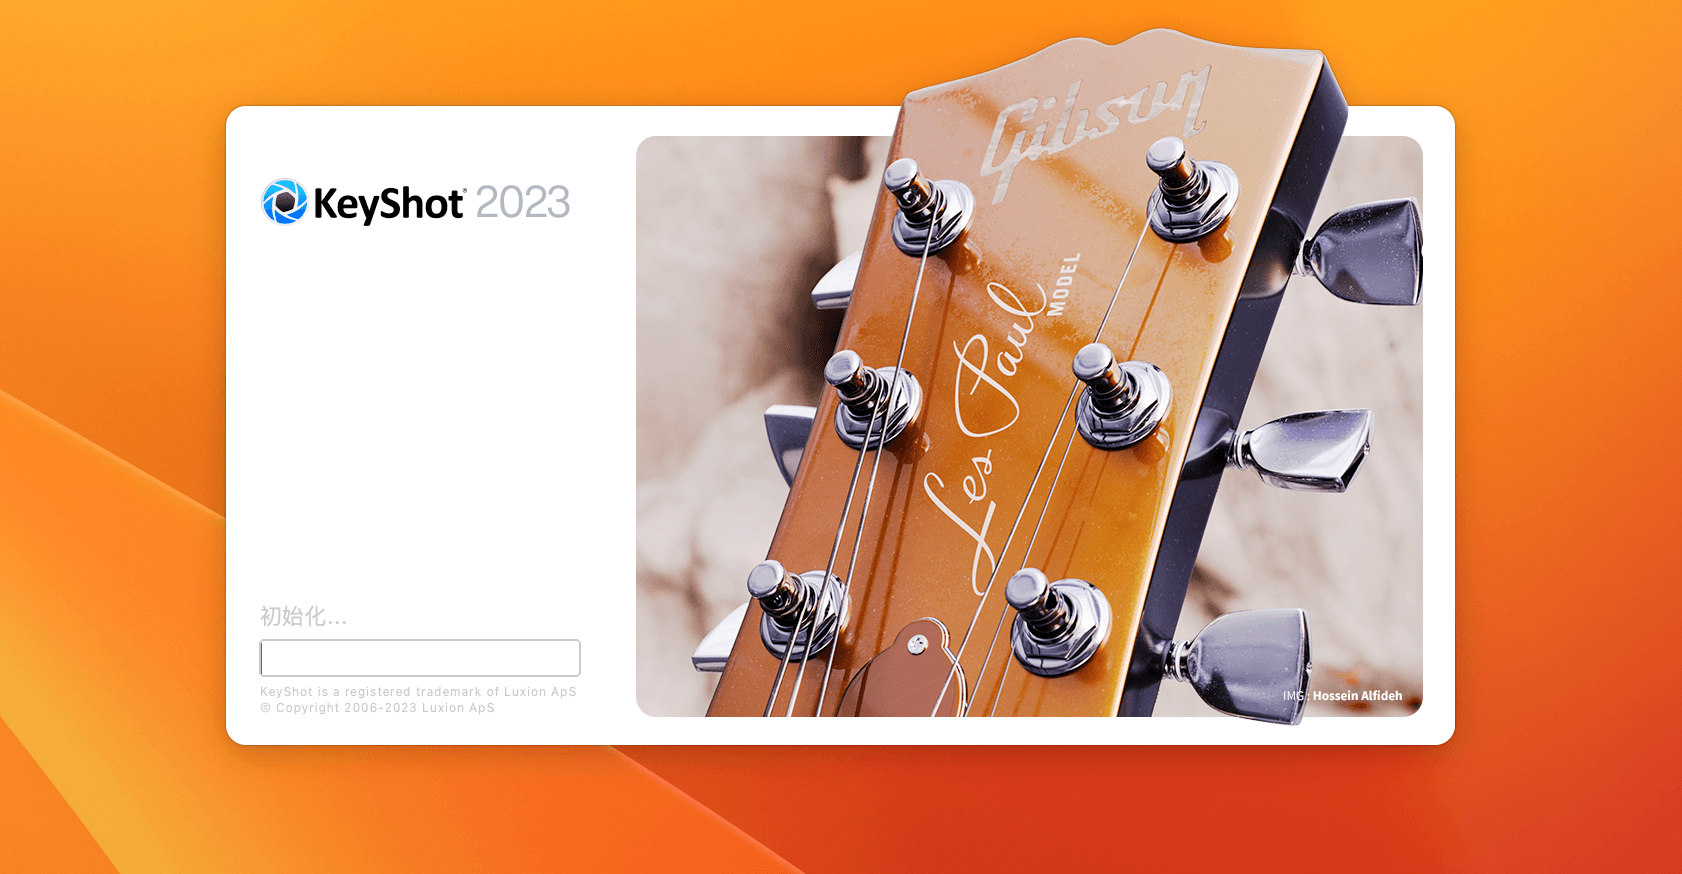 KeyShot® 2023
初始化...
KeyShot is a registered trademark of Luxion ApS
© Copyright 2006-2023 Luxion ApS
Gibson
Les Paul
MODEL
IMG: Hossein Alfideh